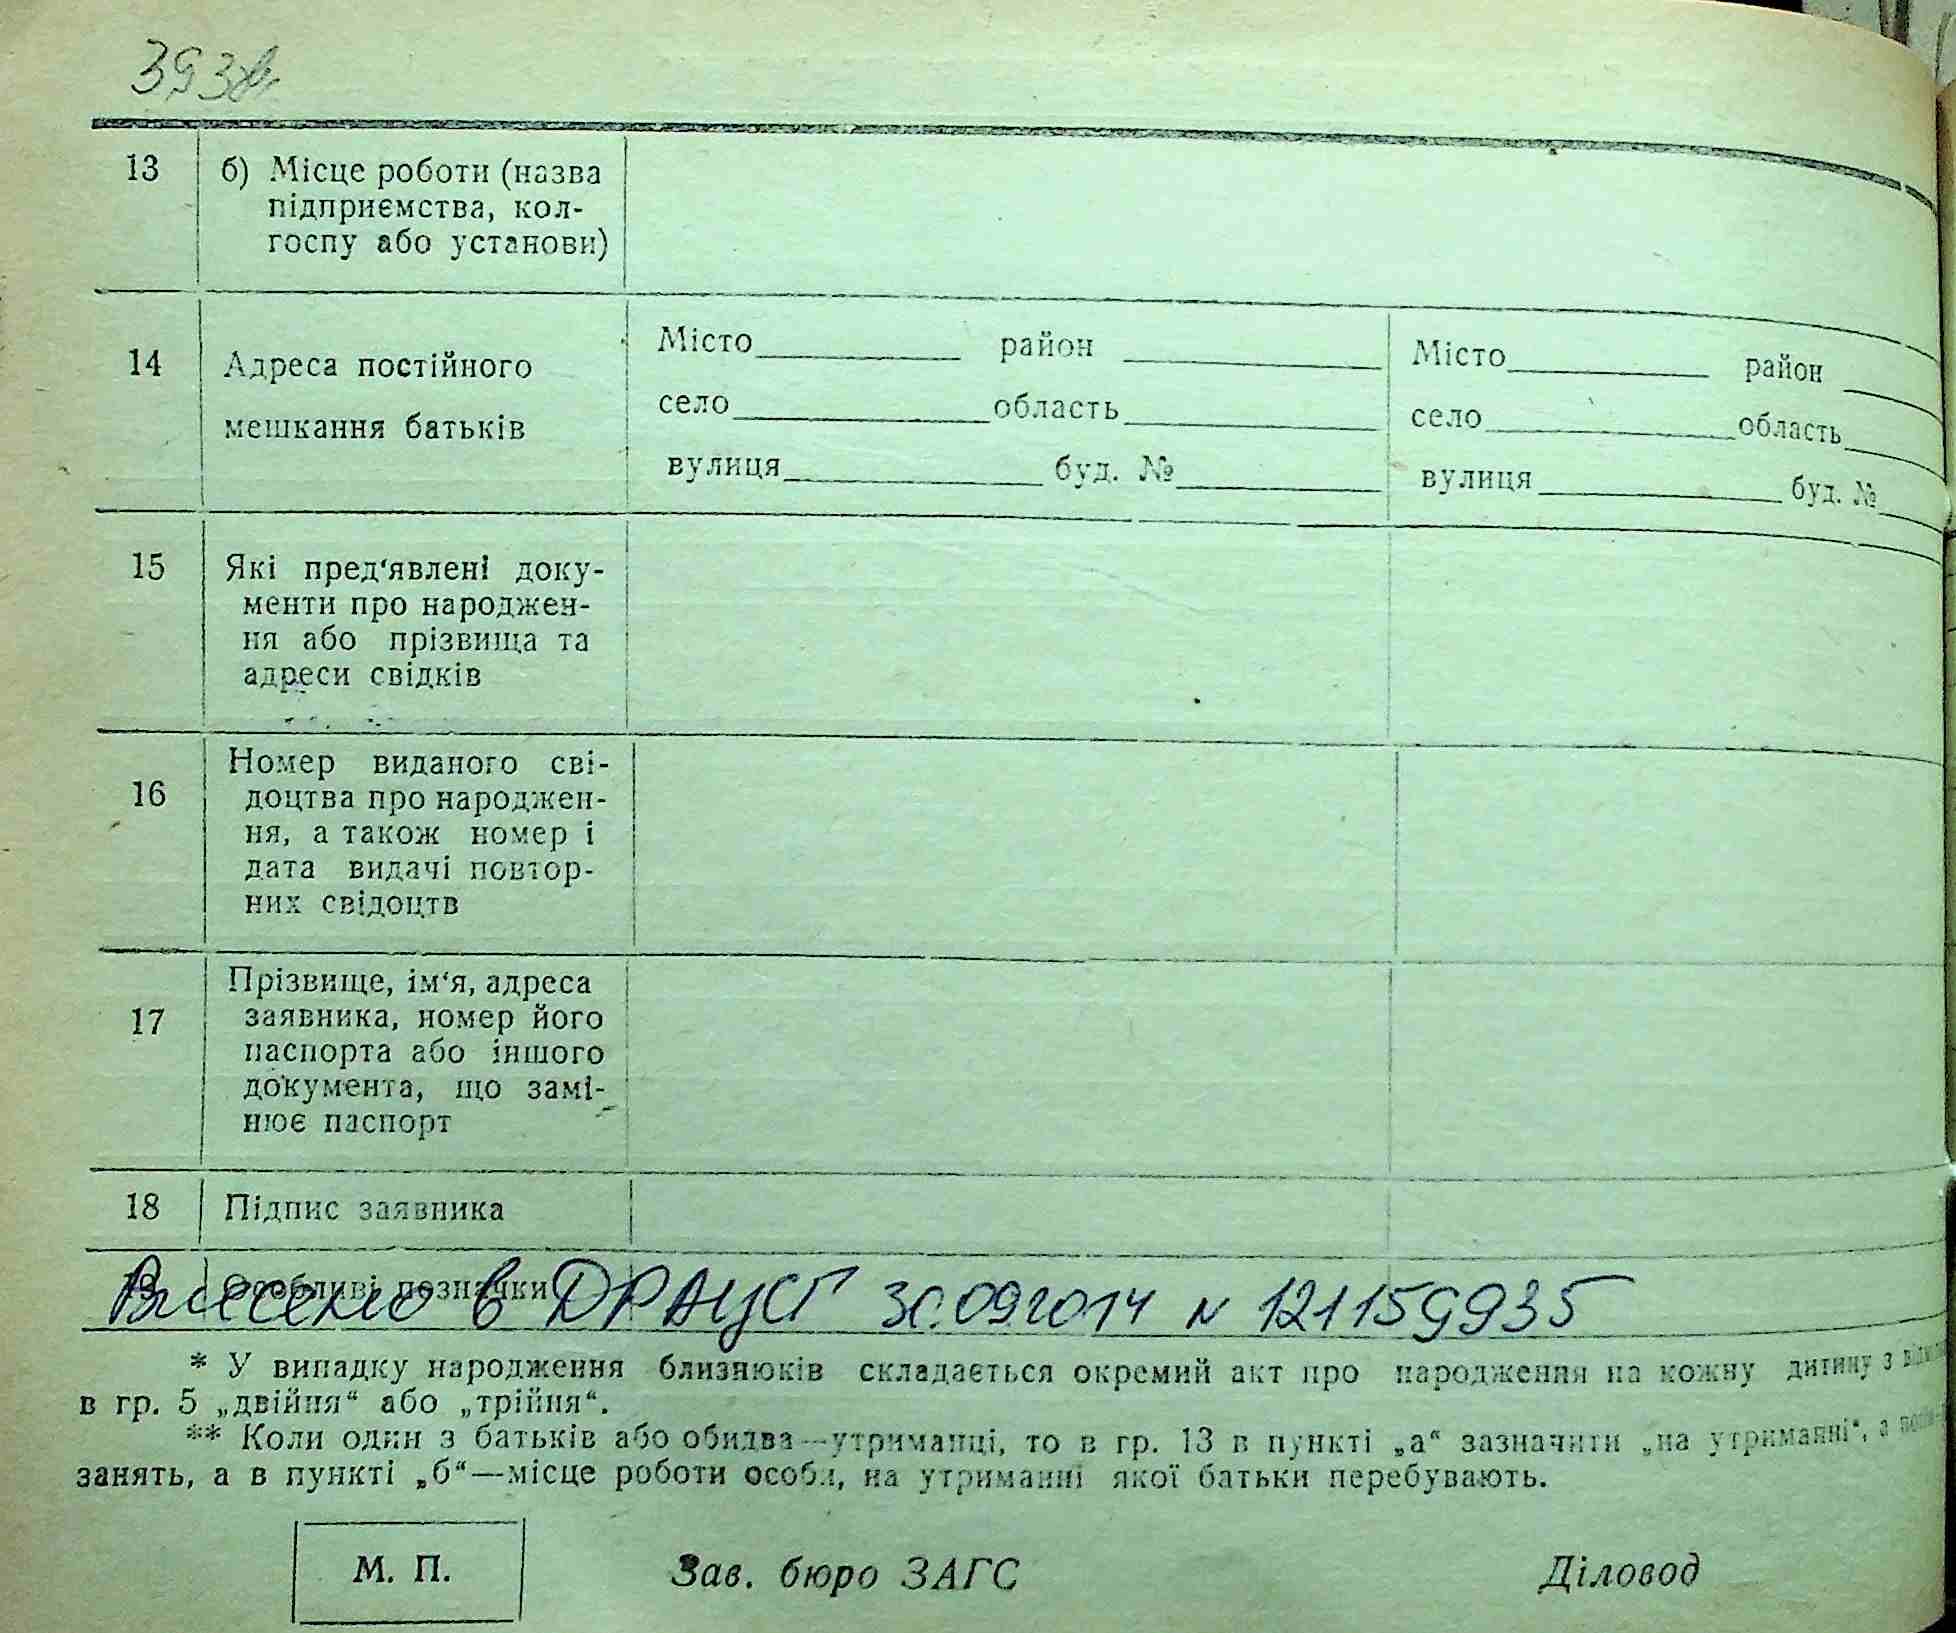 393
13 б) Місце роботи (назва
підприємства, кол-
госпу або установи)
14 Адреса постійного
мешкання батьків
Місто район
село область
вулиця буд. №
Місто район
село область
вулиця буд. №
15 Які пред'явлені доку-
менти про народжен-
ня або прізвища та
адреси свідків
16 Номер виданого сві-
доцтва про народжен-
ня, а також номер і
дата видачі повтор-
них свідоцтв
17 Прізвище, ім'я, адреса
заявника, номер його
паспорта або іншого
документа, що замі-
нює паспорт
18 Підпис заявника
19 Особливі позначки
Внесено в ДРАЦСГ 30.09.2014 N 121159935
* У випадку народження близнюків складається окремий акт про народження на кожну дитину з
в гр. 5 „двійня“ або „трійня“.
** Коли один з батьків або обидва—утриманці, то в гр. 13 в пункті „а“ зазначити „на утриманні“, а
занять, а в пункті „б“—місце роботи особи, на утриманні якої батьки перебувають.
М. П. Зав. бюро ЗАГС Діловод